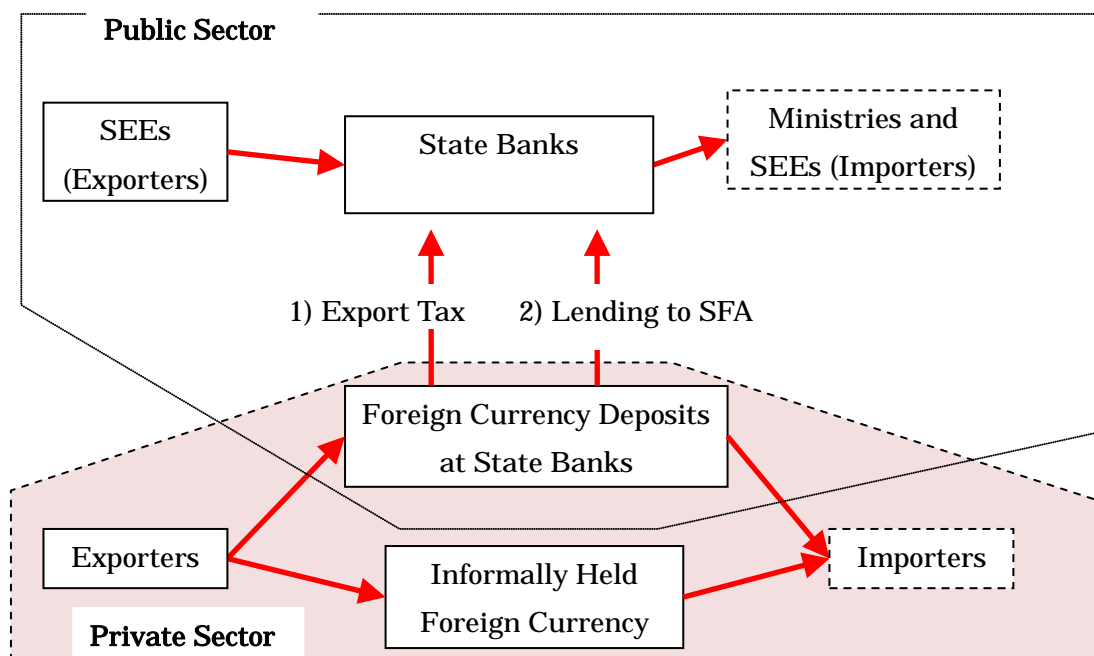 Public Sector
SEEs
(Exporters)
State Banks
Ministries and
SEEs (Importers)
1) Export Tax
2) Lending to SFA
Foreign Currency Deposits
at State Banks
Exporters
Informally Held
Foreign Currency
Importers
Private Sector